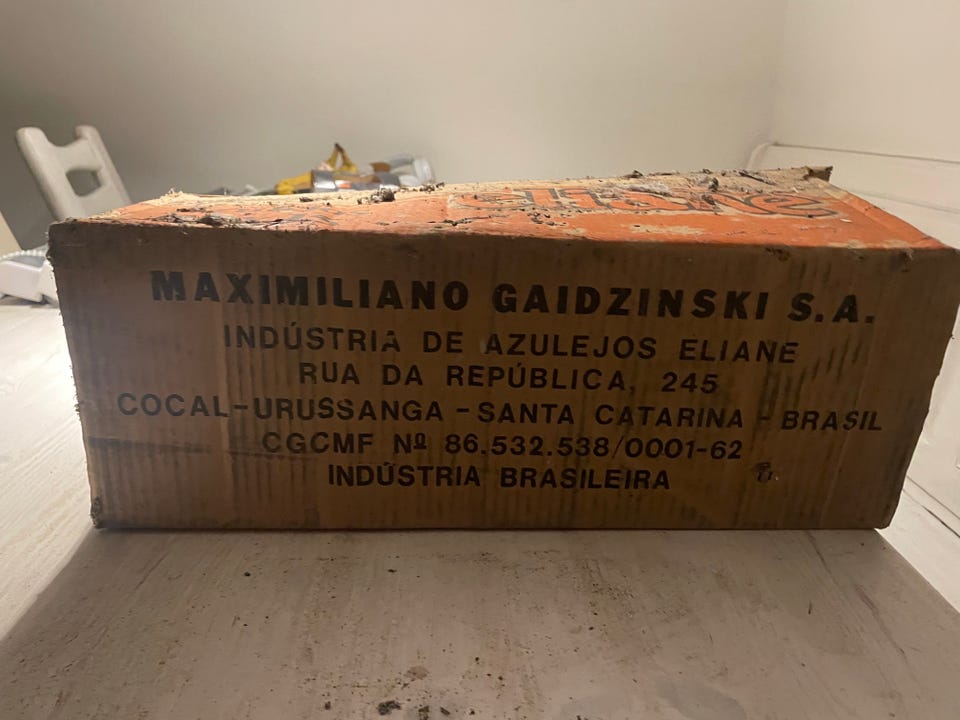 MAXIMILIANO GAIDZINSKI S.A.
INDÚSTRIA DE AZULEJOS ELIANE
RUA DA REPÚBLICA, 245
COCAL-URUSSANGA - SANTA CATARINA - BRASIL
CGCMF Nº 86.532.538/0001-62
INDÚSTRIA BRASILEIRA